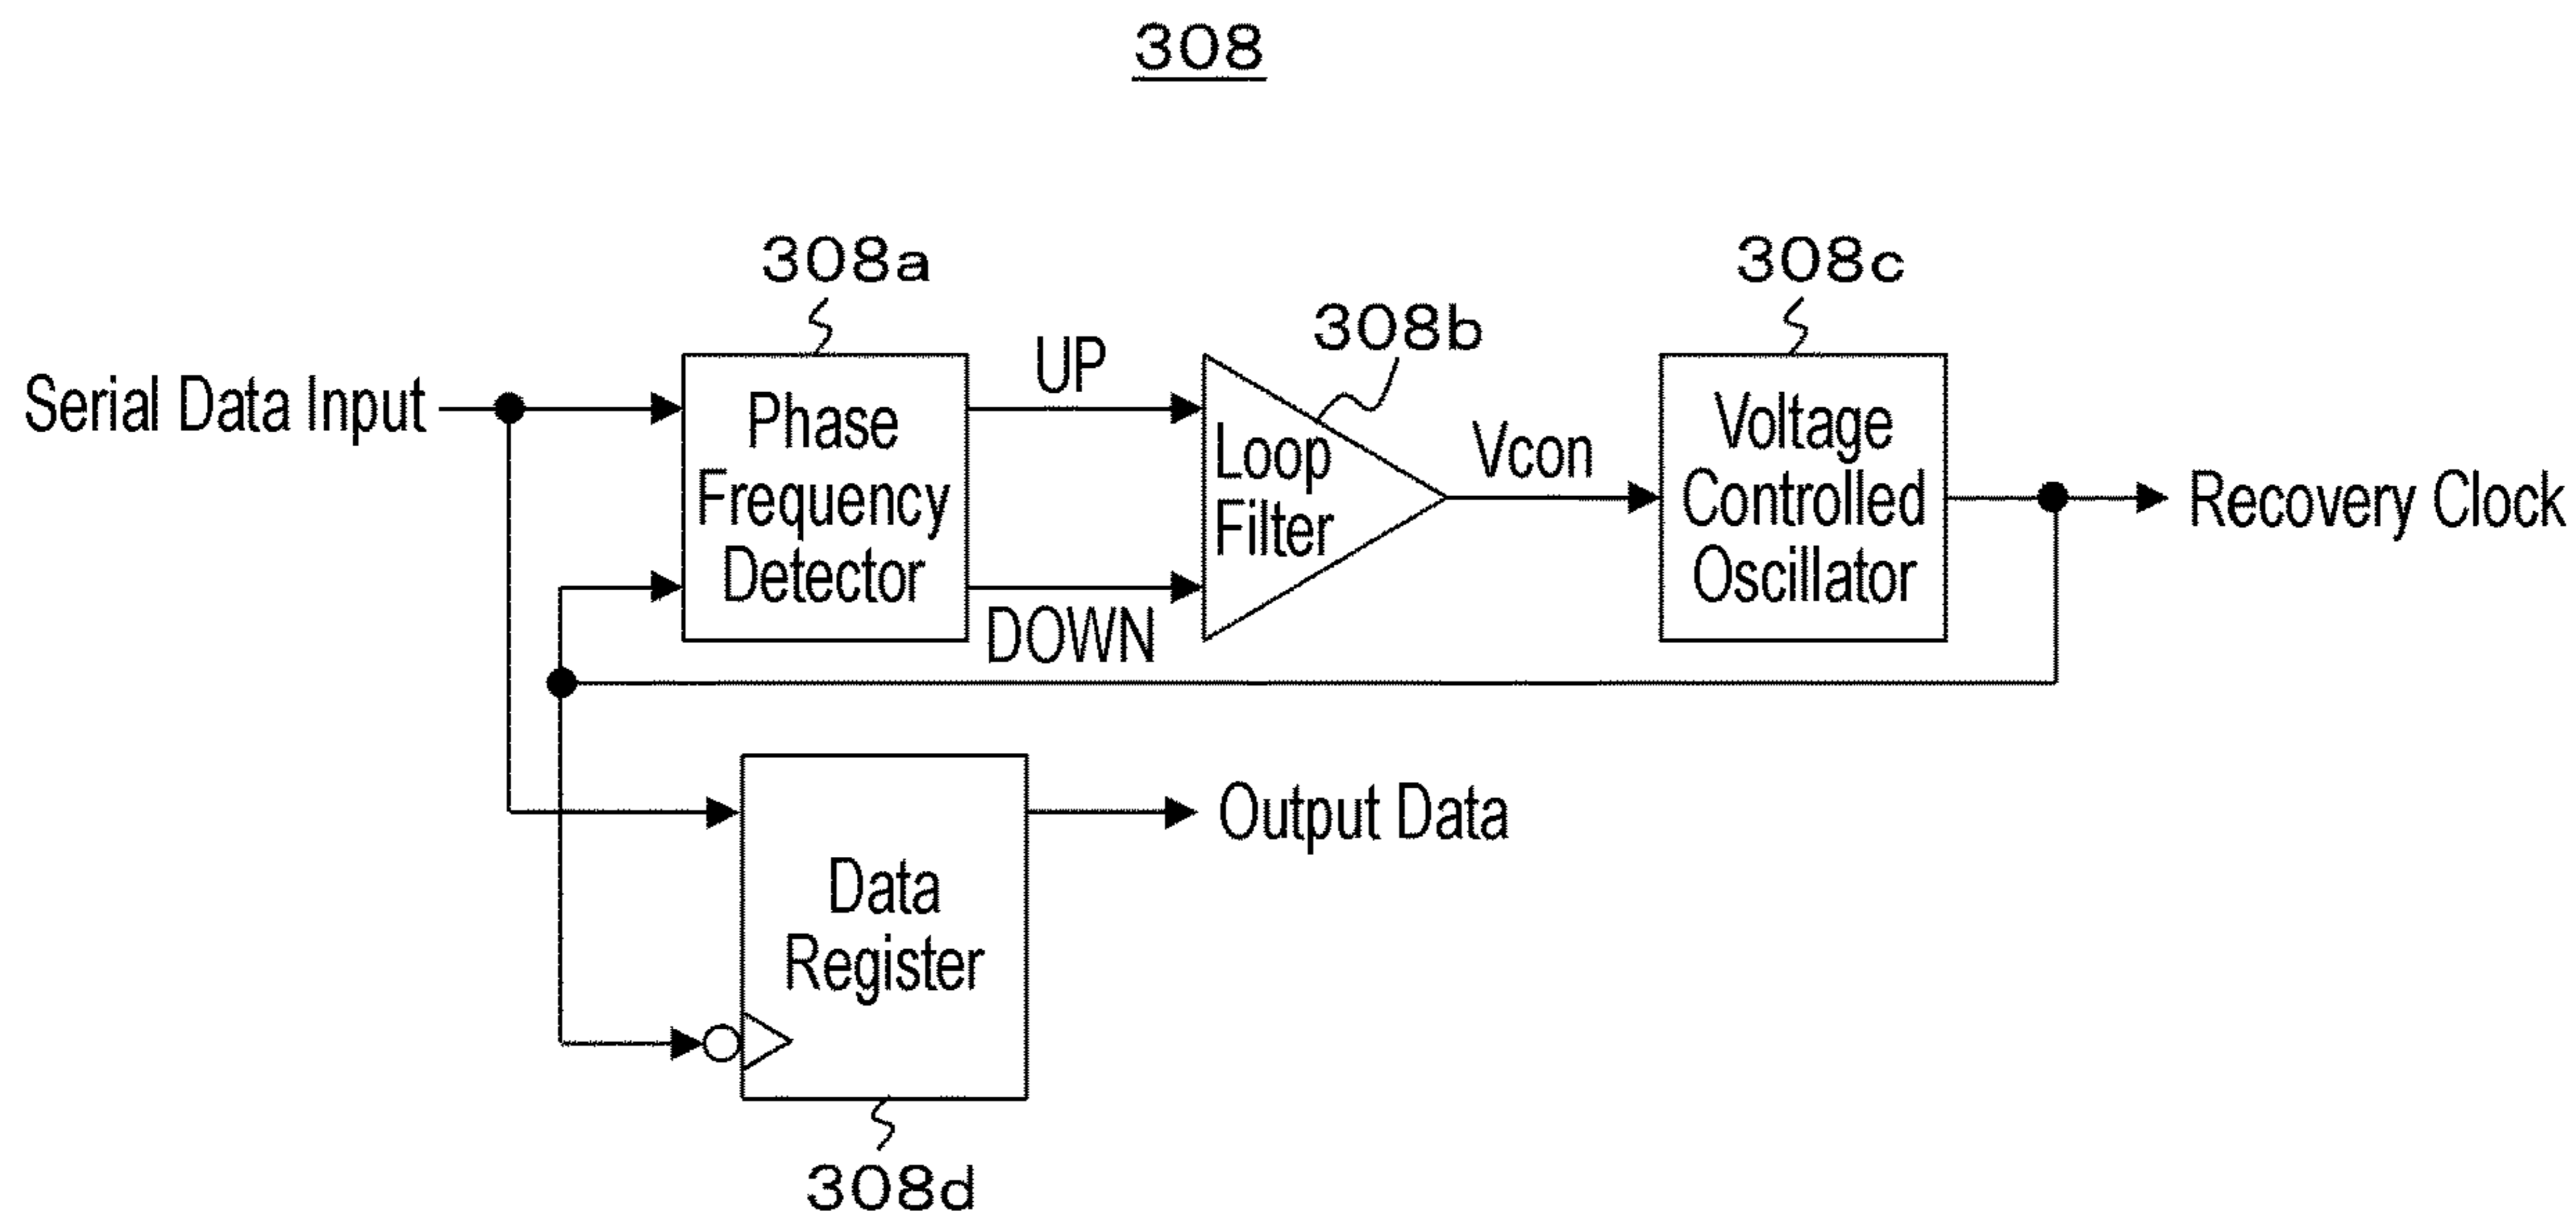 308
308a
308b
308c
Serial Data Input
Phase
Frequency
Detector
UP
DOWN
Loop
Filter
Vcon
Voltage
Controlled
Oscillator
Recovery Clock
Data
Register
Output Data
308d